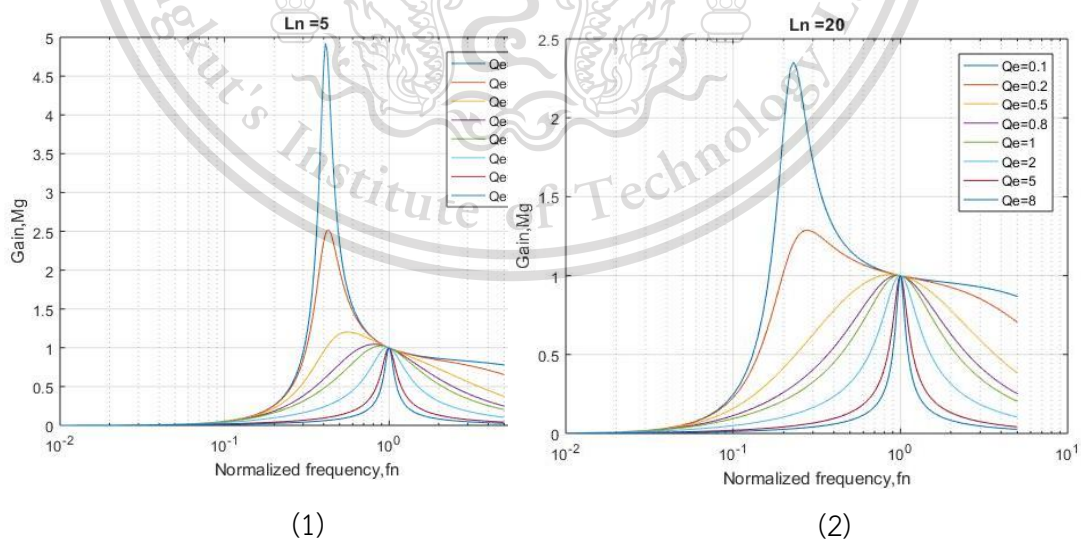 Ln =5
5
4.5
4
3.5
3
2.5
2
1.5
1
0.5
0
Gain,Mg
10^-2
10^-1
10^0
Normalized frequency,fn
Qe
Qe
Qe
Qe
Qe
Qe
Qe
Qe
(1)
Ln =20
2.5
2
1.5
1
0.5
0
Gain,Mg
10^-2
10^-1
10^0
10^1
Normalized frequency,fn
Qe=0.1
Qe=0.2
Qe=0.5
Qe=0.8
Qe=1
Qe=2
Qe=5
Qe=8
(2)
Institute of Technology